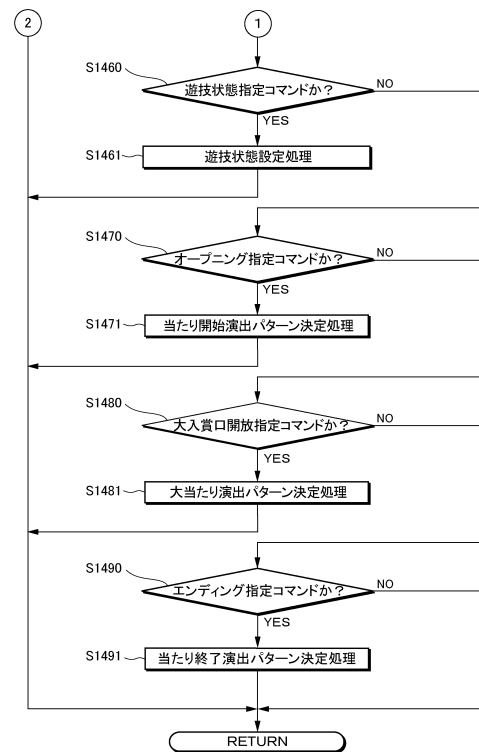 2
1
S1460
遊技状態指定コマンドか？
NO
YES
S1461
遊技状態設定処理
S1470
オープニング指定コマンドか？
NO
YES
S1471
当たり開始演出パターン決定処理
S1480
大入賞口開放指定コマンドか？
NO
YES
S1481
大当たり演出パターン決定処理
S1490
エンディング指定コマンドか？
NO
YES
S1491
当たり終了演出パターン決定処理
RETURN